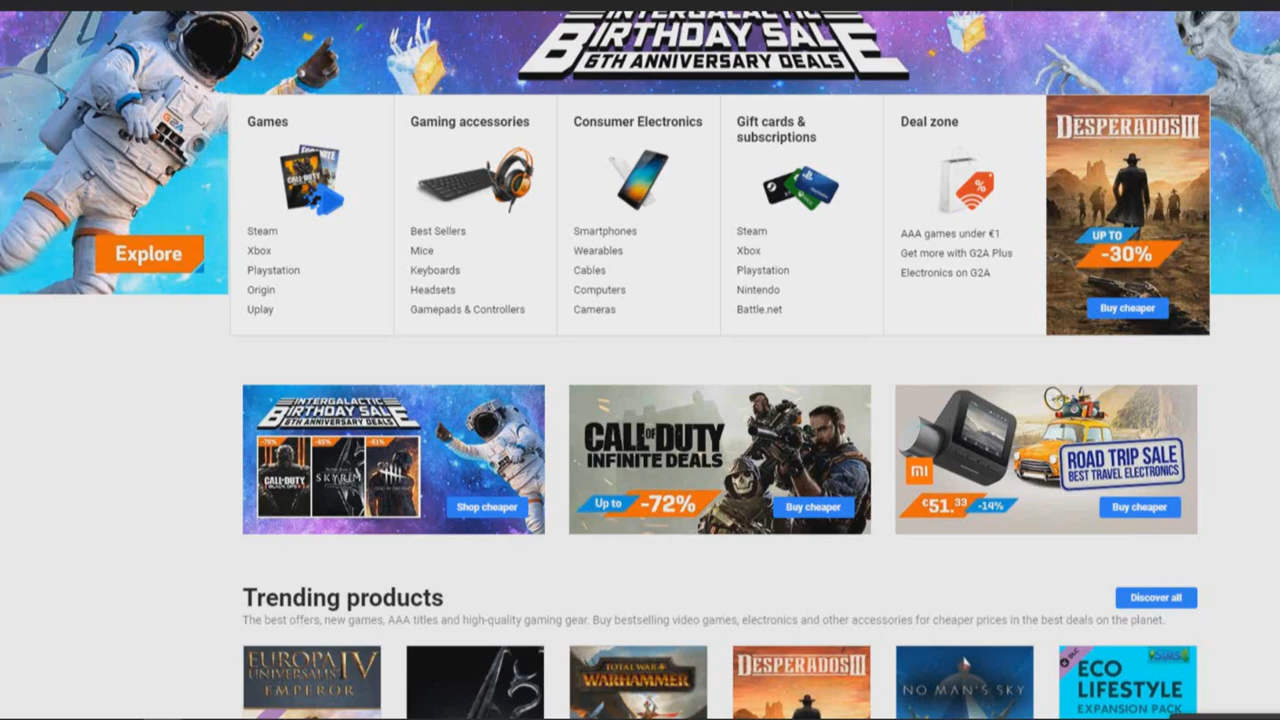 INTERGALACTIC
BIRTHDAY SALE
6TH ANNIVERSARY DEALS
G2A
Explore
Games
FORTNITE
CALL DUTY
Steam
Xbox
Playstation
Origin
Uplay
Gaming accessories
Best Sellers
Mice
Keyboards
Headsets
Gamepads & Controllers
Consumer Electronics
Smartphones
Wearables
Cables
Computers
Cameras
Gift cards &
subscriptions
Steam
Xbox
Playstation
Nintendo
Battle.net
Deal zone
%
AAA games under €1
Get more with G2A Plus
Electronics on G2A
DESPERADOS III
UP TO
-30%
Buy cheaper
INTERGALACTIC
BIRTHDAY SALE
6TH ANNIVERSARY DEALS
CALL DUTY
SKYRIM
Shop cheaper
CALL OF DUTY
INFINITE DEALS
Up to -72%
Buy cheaper
mi
ROAD TRIP SALE
BEST TRAVEL ELECTRONICS
€51.33 -14%
Buy cheaper
Trending products
Discover all
The best offers, new games, AAA titles and high-quality gaming gear. Buy bestselling video games, electronics and other accessories for cheaper prices in the best deals on the planet.
EUROPA
UNIVERSALIS IV
EMPEROR
TOTAL WAR
WARHAMMER
DESPERADOS III
NO MAN'S SKY
DLC
SIMS 4
ECO
LIFESTYLE
EXPANSION PACK